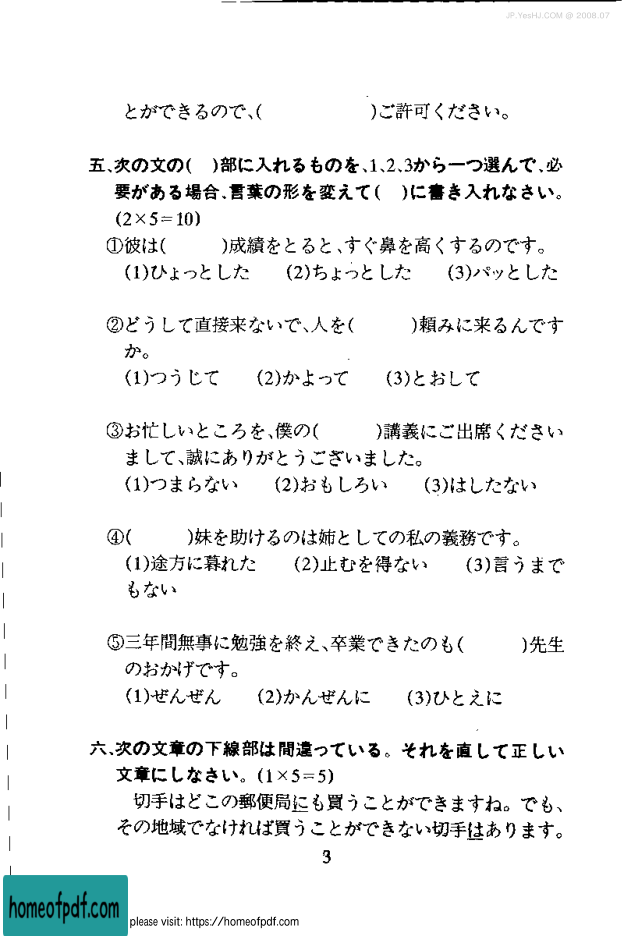 JP.YesHJ.COM @ 2008.07
とができるので、(　　　　　)ご許可ください。
五、次の文の(　)部に入れるものを、1、2、3から一つ選んで、必
要がある場合、言葉の形を変えて(　)に書き入れなさい。
(2×5=10)
①彼は(　　　)成績をとると、すぐ鼻を高くするのです。
(1)ひょっとした　(2)ちょっとした　(3)パッとした
②どうして直接来ないで、人を(　　　)頼みに来るんです
か。
(1)つうじて　(2)かよって　(3)とおして
③お忙しいところを、僕の(　　　)講義にご出席ください
まして、誠にありがとうございました。
(1)つまらない　(2)おもしろい　(3)はしたない
④(　　　)妹を助けるのは姉としての私の義務です。
(1)途方に暮れた　(2)止むを得ない　(3)言うまで
もない
⑤三年間無事に勉強を終え、卒業できたのも(　　　)先生
のおかげです。
(1)ぜんぜん　(2)かんぜんに　(3)ひとえに
六、次の文章の下線部は間違っている。それを直して正しい
文章にしなさい。(1×5=5)
切手はどこの郵便局にも買うことができますね。でも、
その地域でなければ買うことができない切手はあります。
3
homeofpdf.com
please visit: https://homeofpdf.com